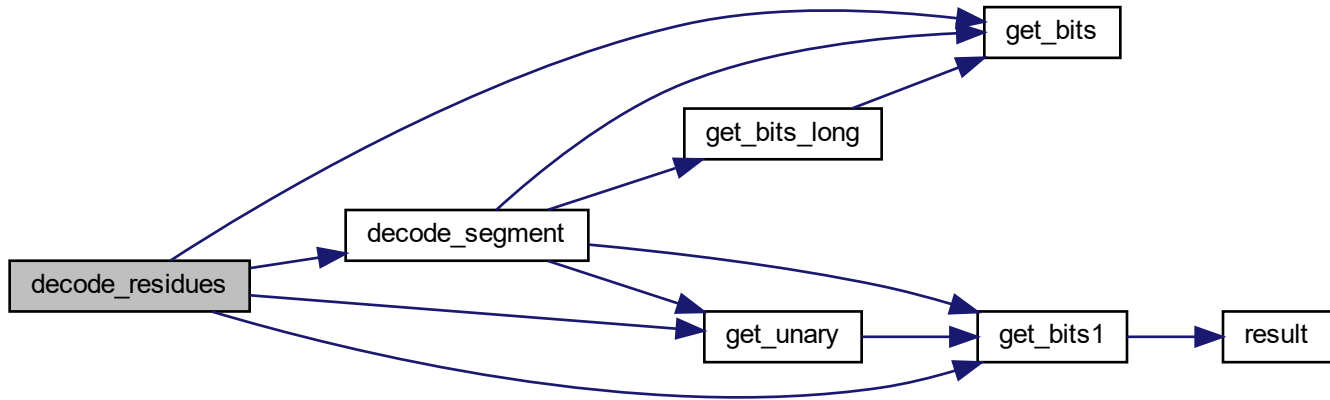 get_bits
get_bits_long
decode_segment
decode_residues
get_unary
get_bits1
result